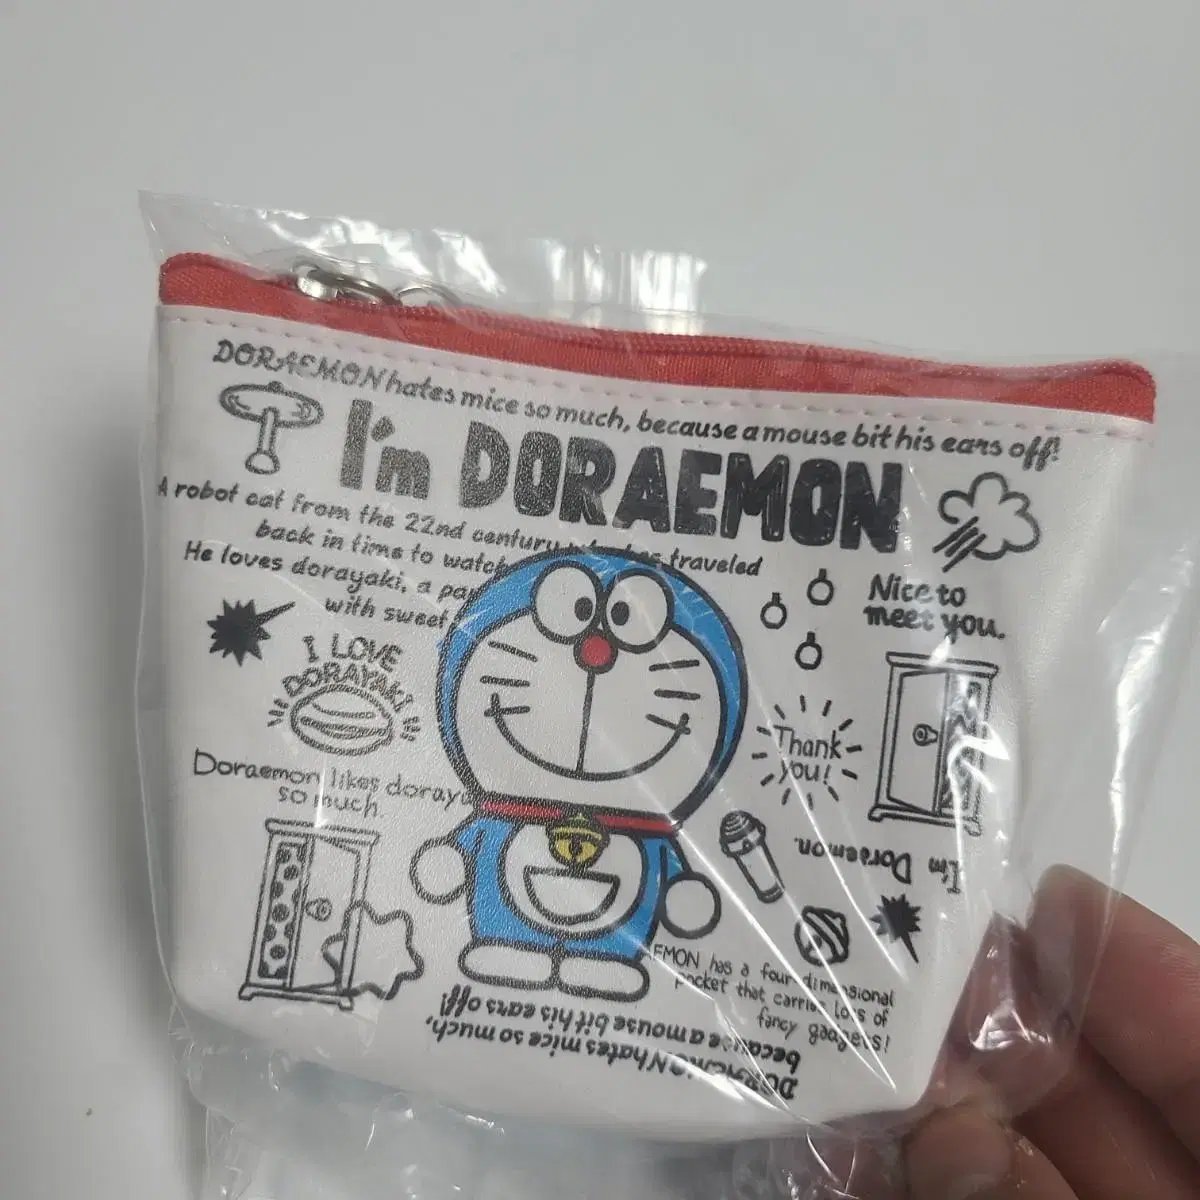 DORAEMON hates mice so much, because a mouse bit his ears off!
I'm DORAEMON
A robot cat from the 22nd century traveled
back in time to watch
He loves dorayaki, a
with sweet
Nice to
meet you.
I LOVE
DORAYAKI
Thank
you!
Doraemon likes doraya
so much.
I'm Doraemon.
EMON has a four-dimensional
pocket that carries lots of
fancy gadgets!
DORAEMON hates mice so much,
because a mouse bit his ears off!